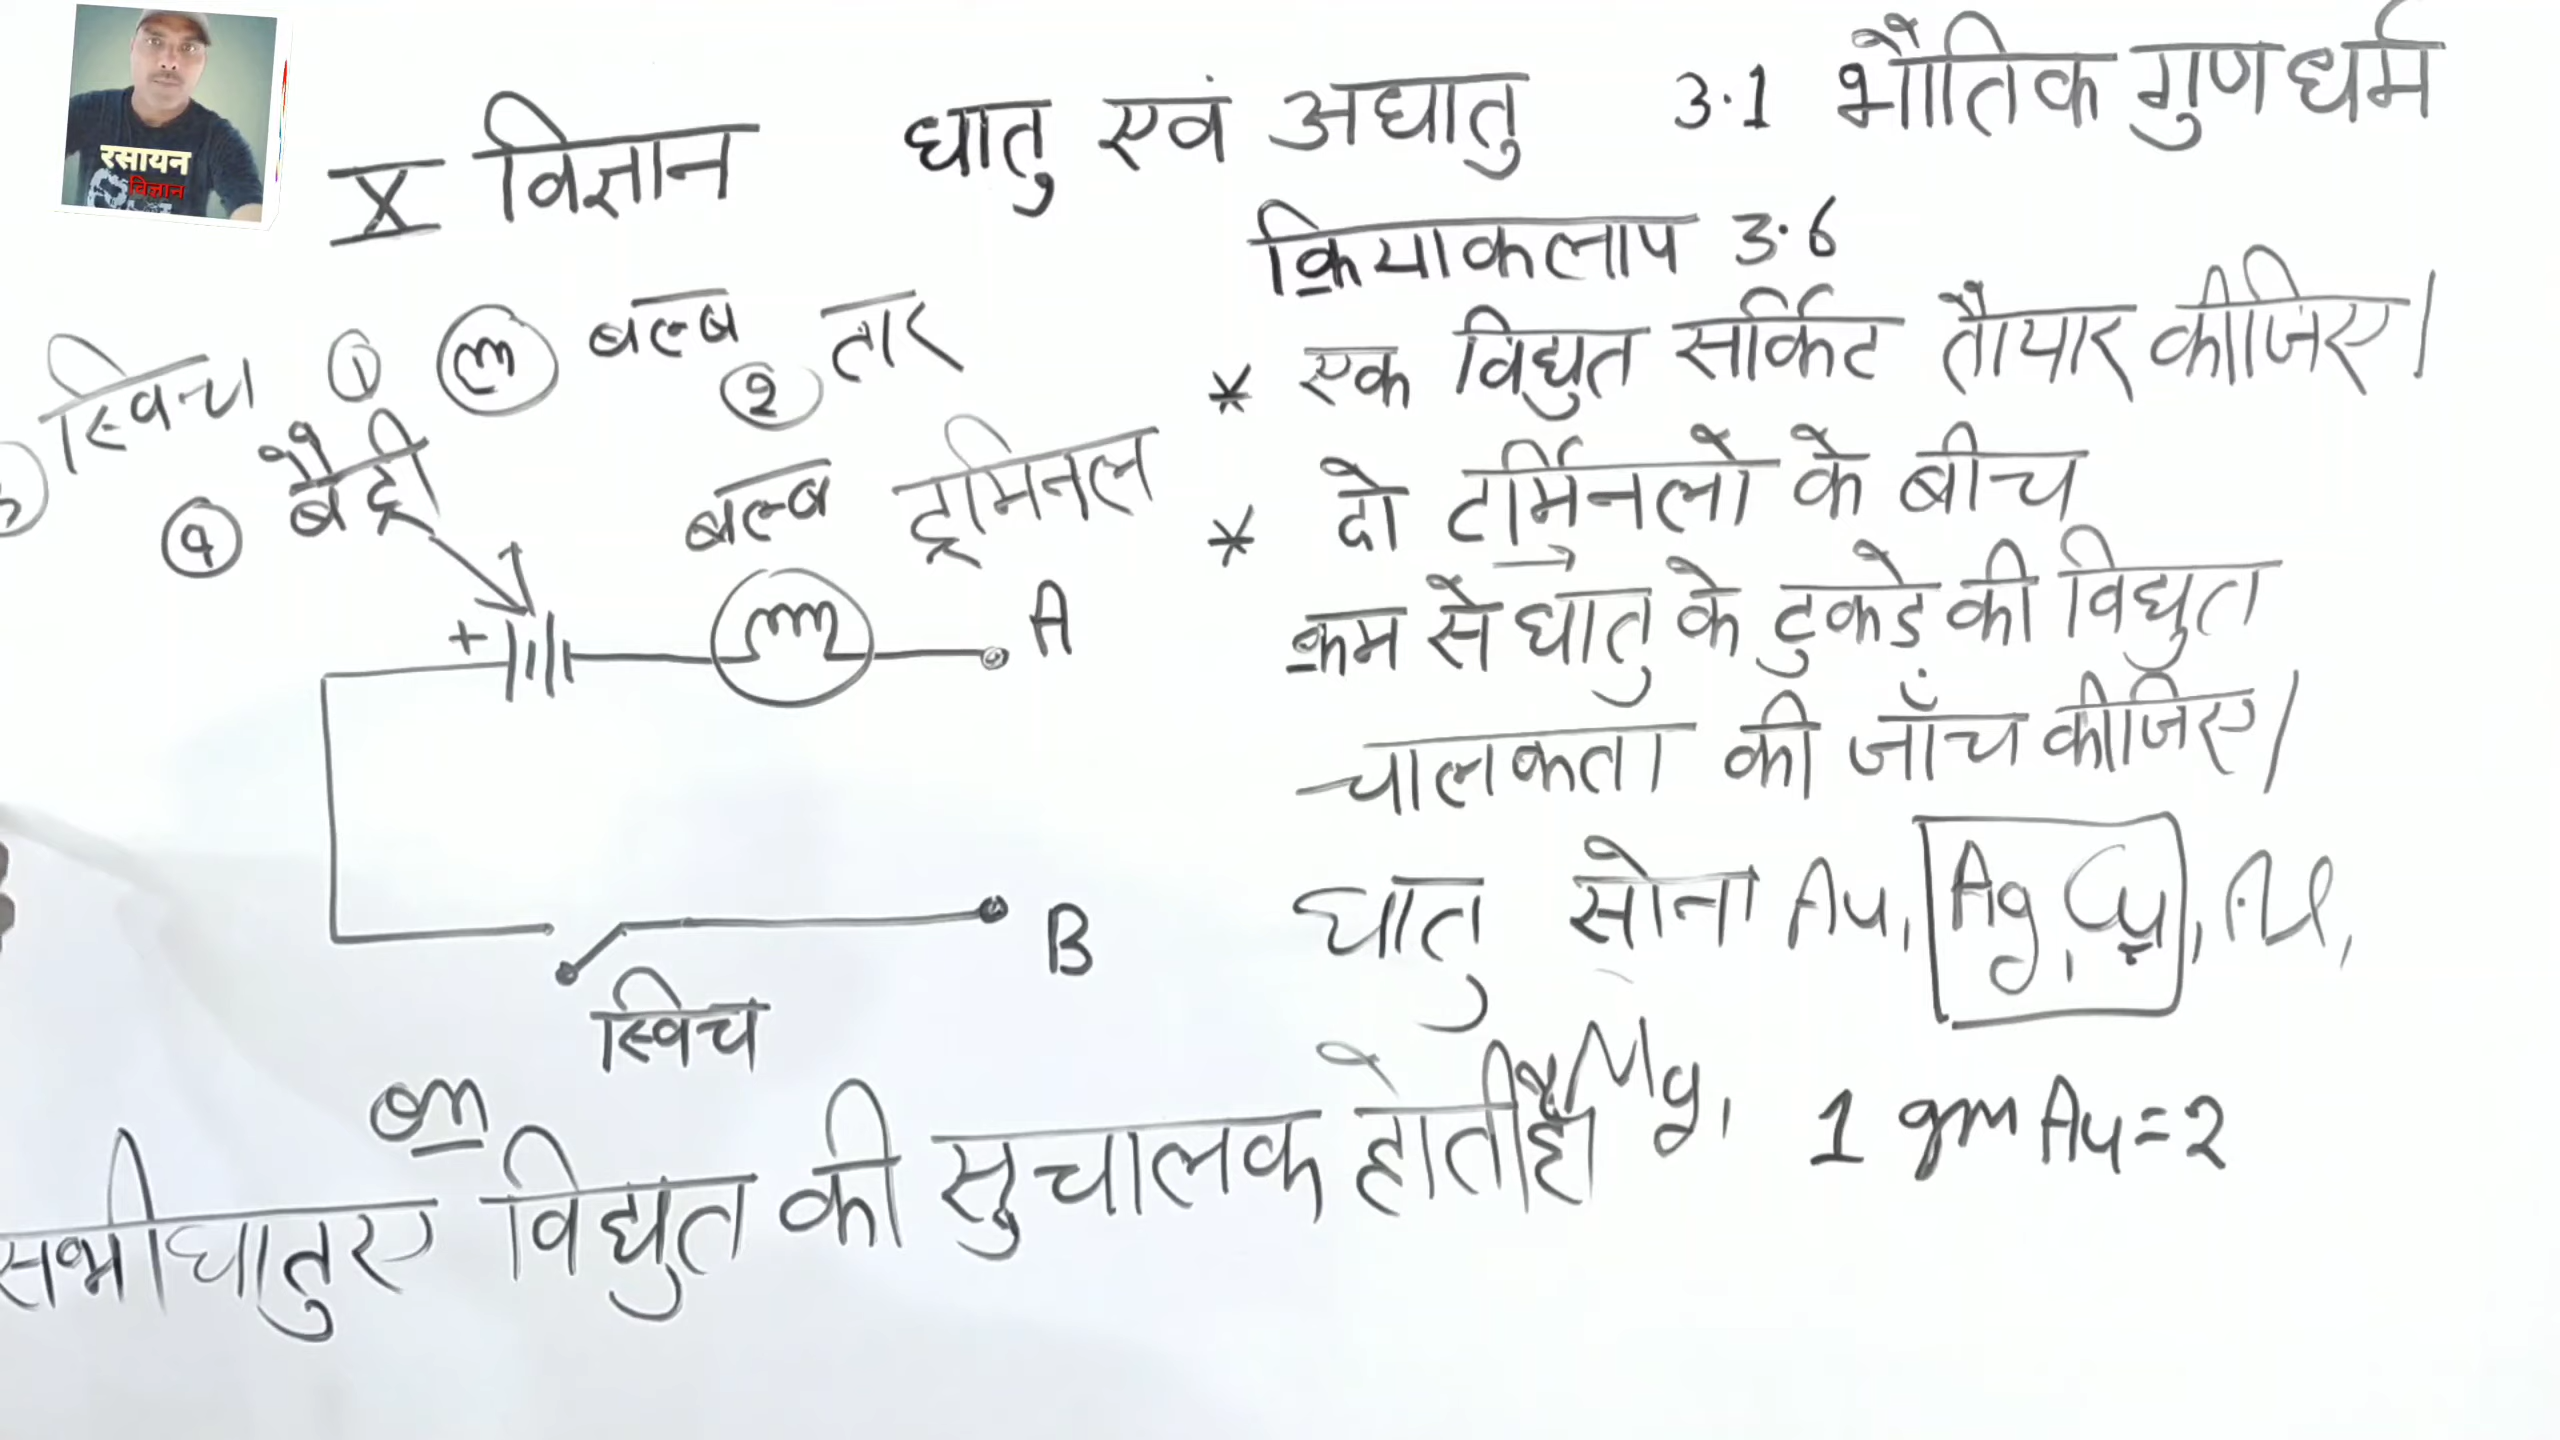 रसायन
विज्ञान
X विज्ञान धातु एवं अधातु 3.1 भौतिक गुणधर्म
क्रियाकलाप 3.6
स्विच ① बल्ब ② तार
④ बैट्री
बल्ब ट्रमिनल
+ A
B
स्विच
* एक विद्युत सर्किट तैयार कीजिए।
* दो टर्मिनलो के बीच
क्रम से धातु के टुकडे की विद्युत
चालकता की जाँच कीजिए।
धातु सोना Au, Ag, Cu, Al,
Mg, 1 gm Au = 2
सभी धातुए विद्युत की सुचालक होती है।